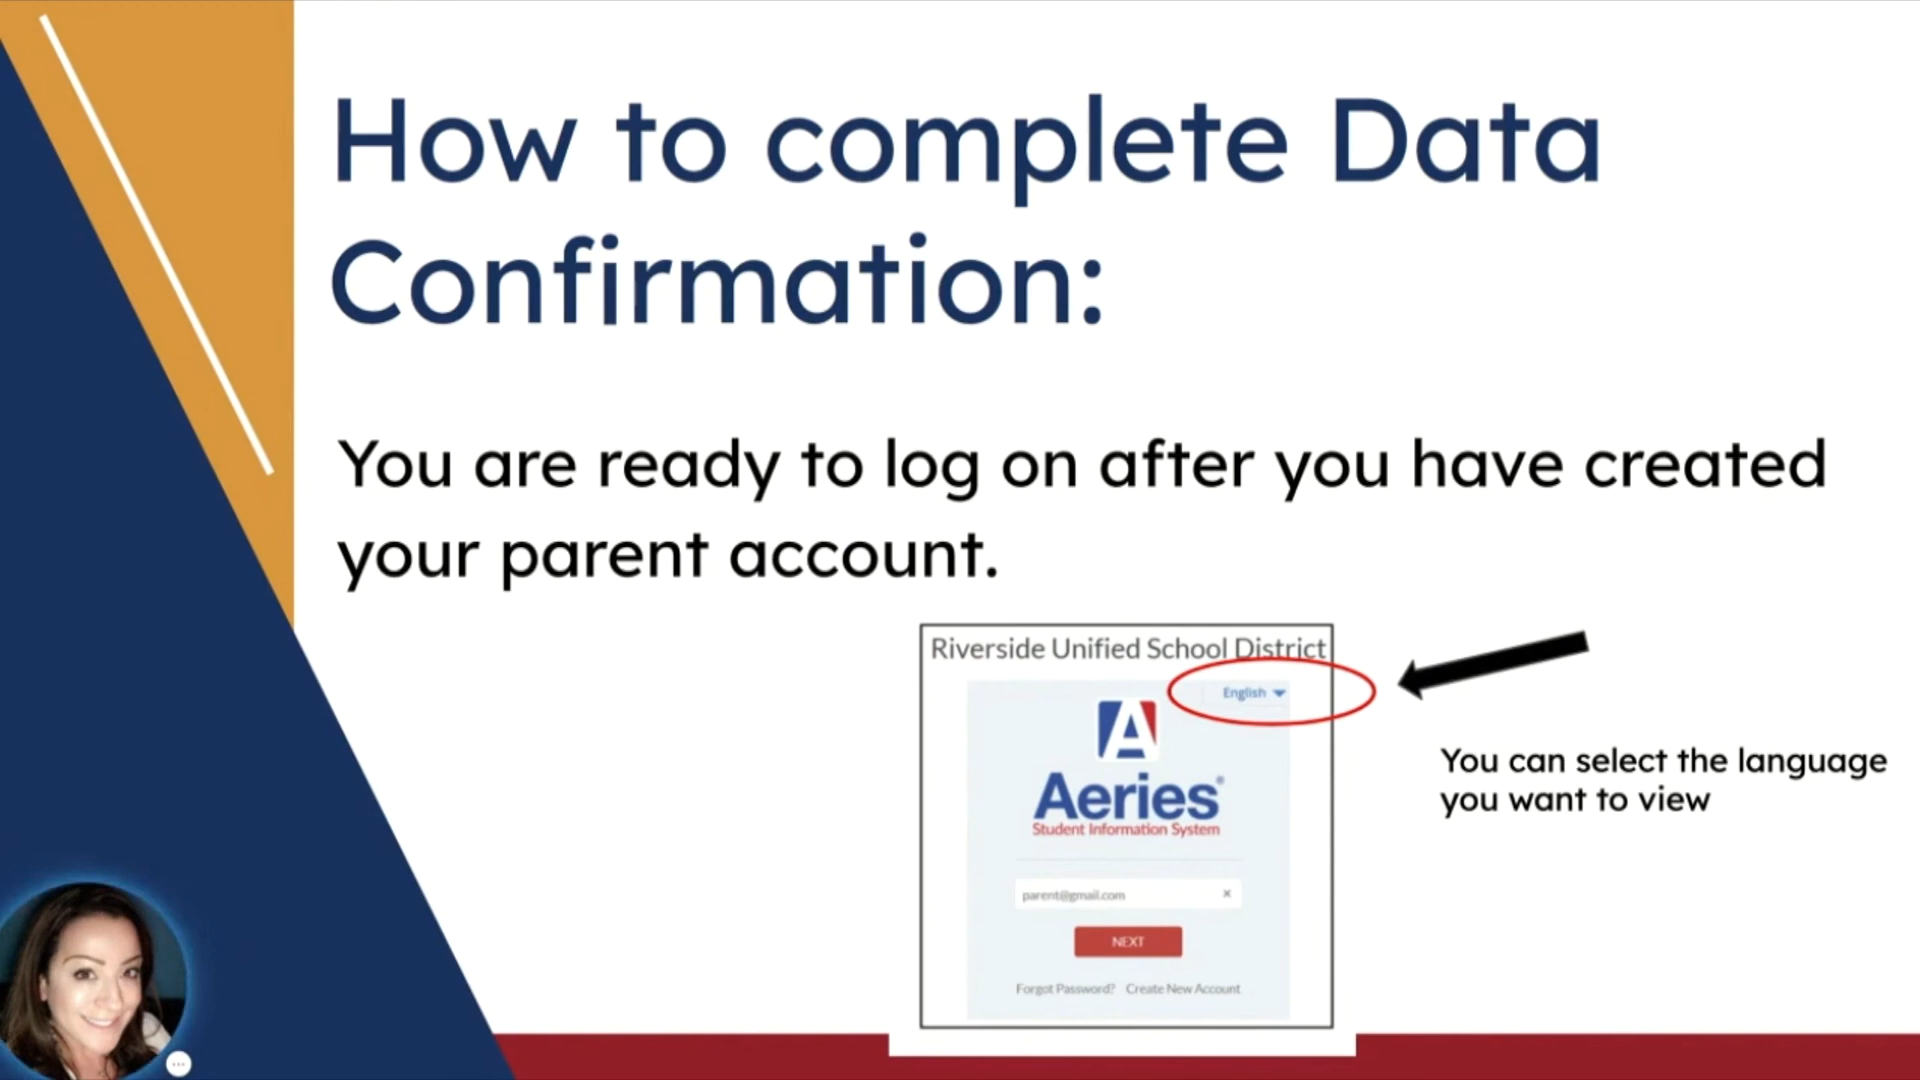 How to complete Data
Confirmation:
You are ready to log on after you have created
your parent account.
Riverside Unified School District
English
A
Aeries®
Student Information System
parent@gmail.com ×
NEXT
Forgot Password? Create New Account
You can select the language
you want to view